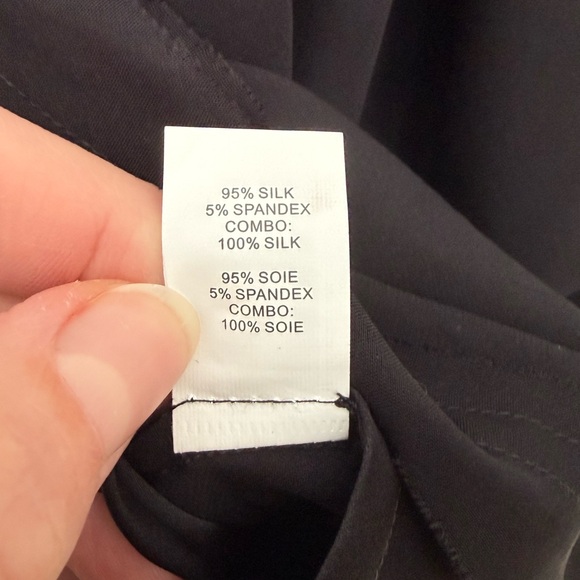 95% SILK
5% SPANDEX
COMBO:
100% SILK
95% SOIE
5% SPANDEX
COMBO:
100% SOIE